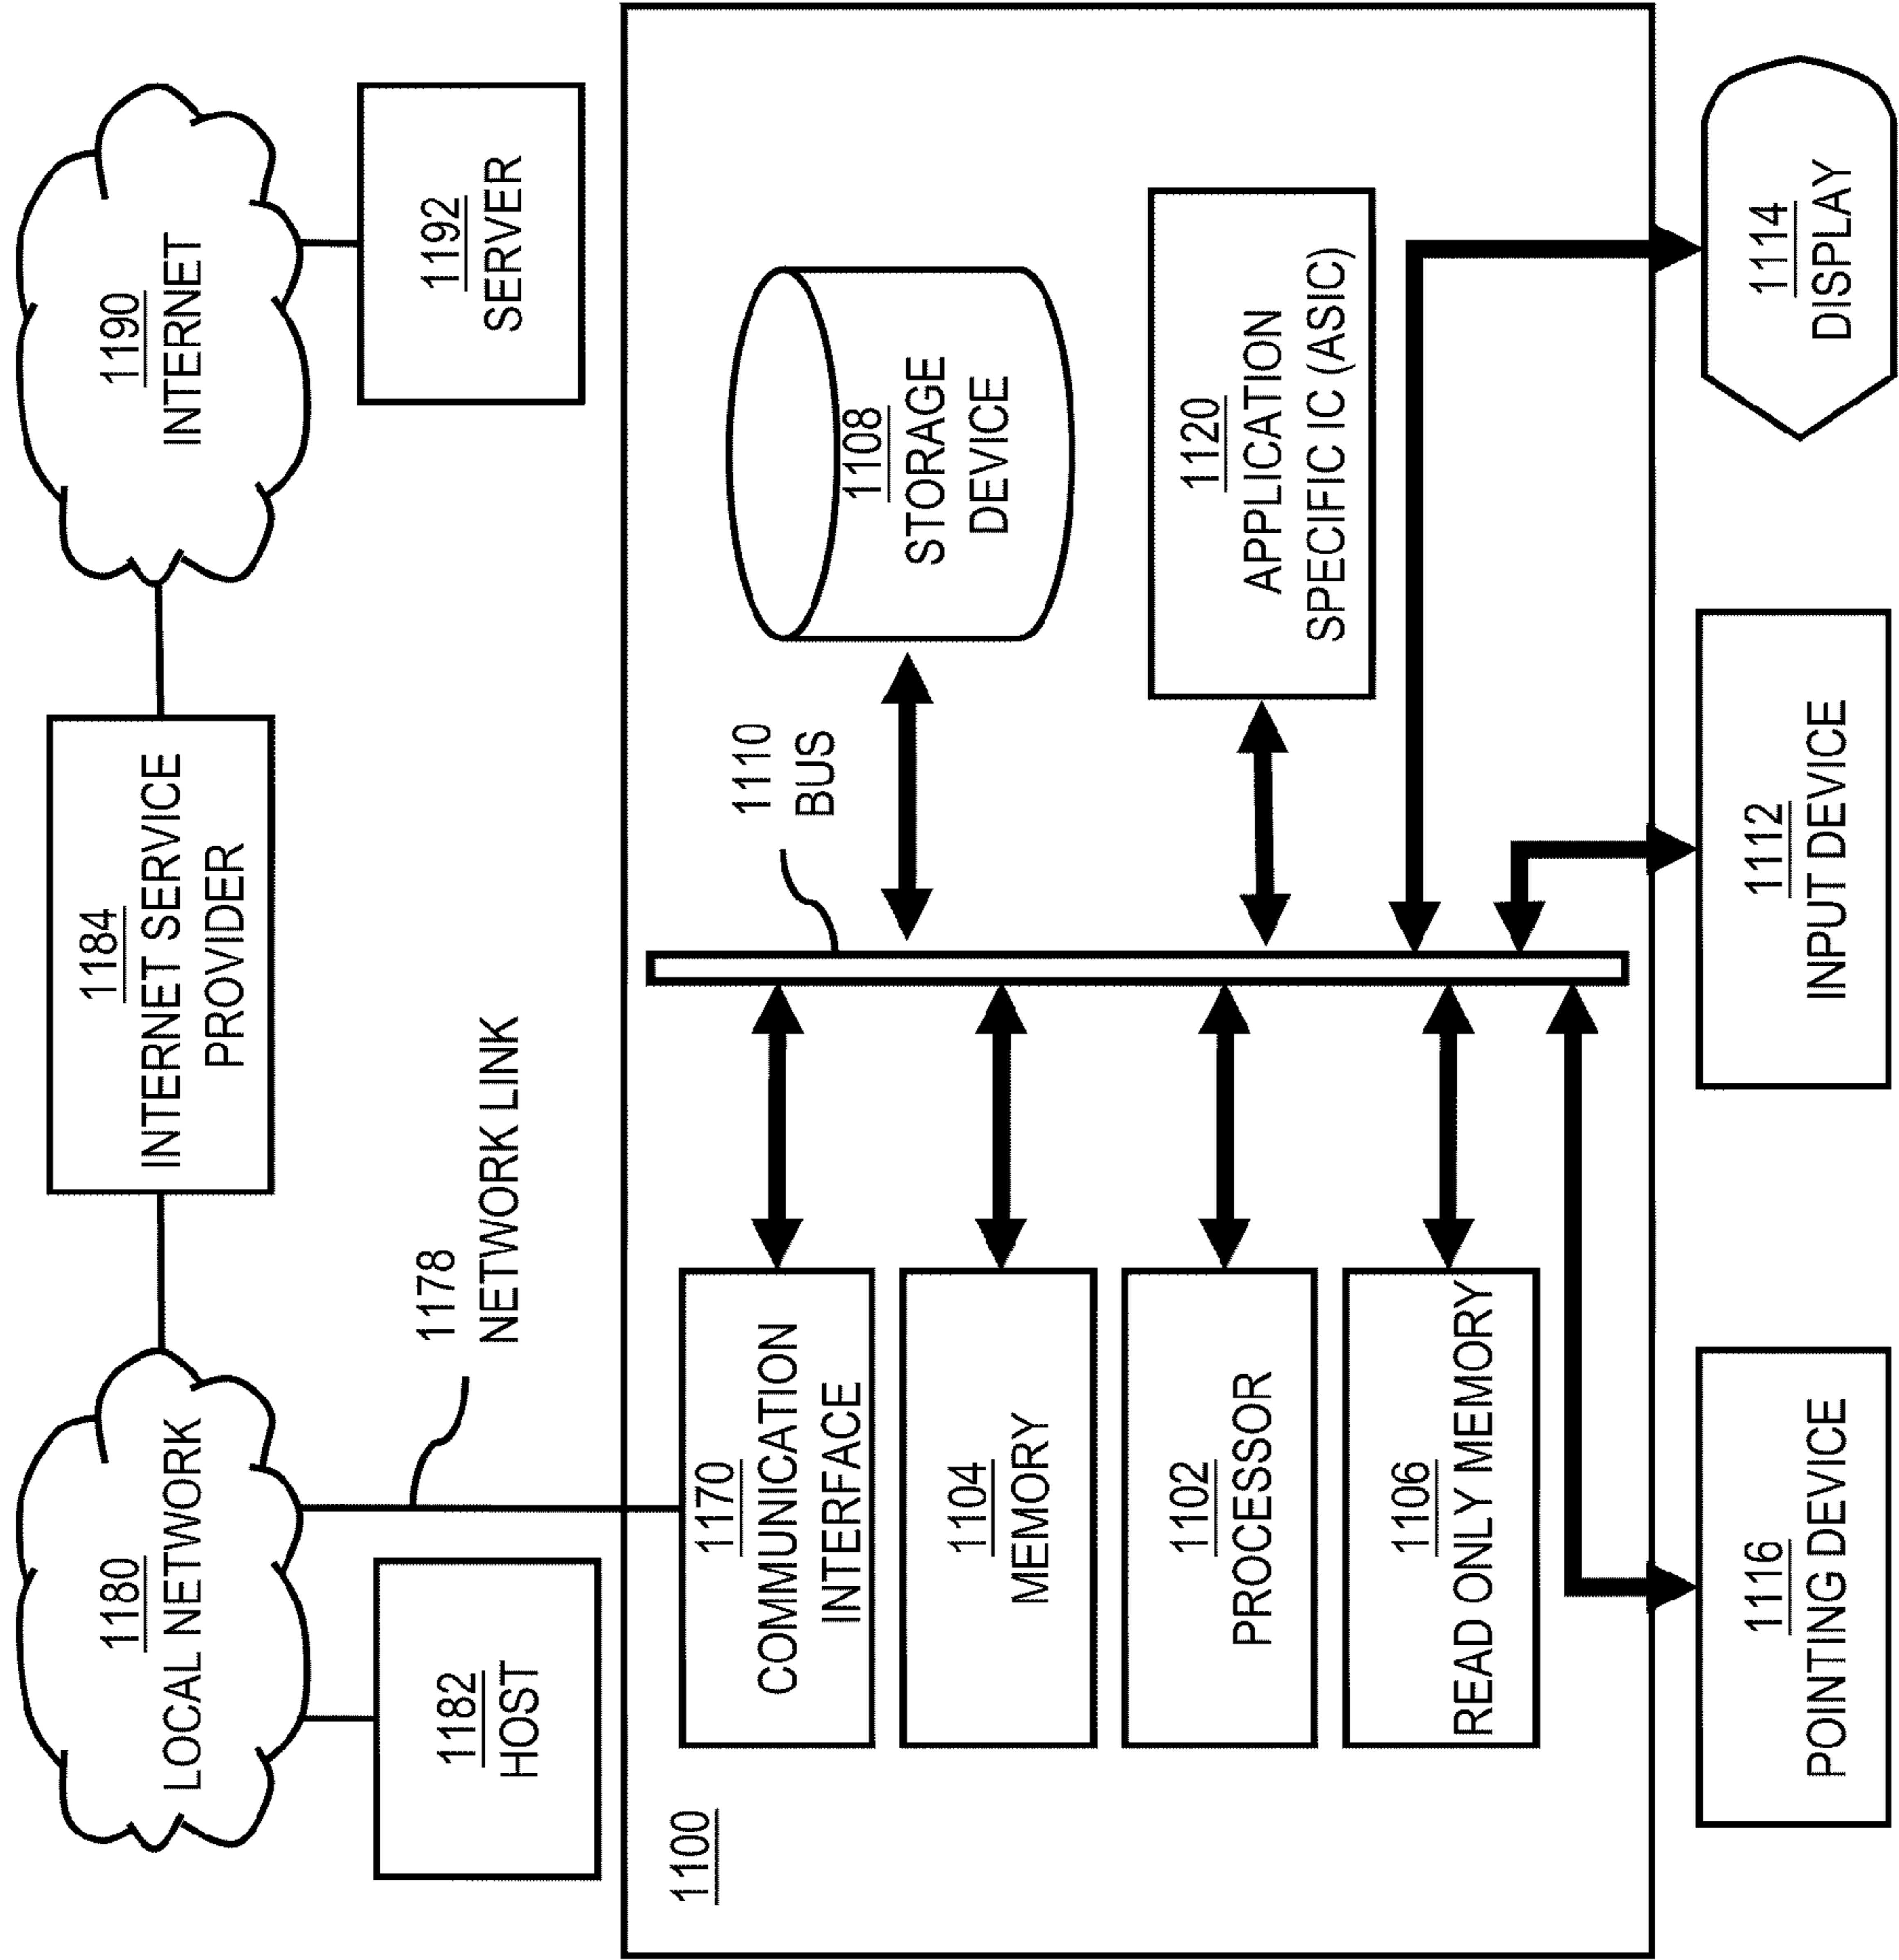 1180
LOCAL NETWORK
1184
INTERNET SERVICE
PROVIDER
1190
INTERNET
1182
HOST
1178
NETWORK LINK
1192
SERVER
1100
1170
COMMUNICATION
INTERFACE
1104
MEMORY
1102
PROCESSOR
1106
READ ONLY MEMORY
1110
BUS
1108
STORAGE
DEVICE
1120
APPLICATION
SPECIFIC IC (ASIC)
1116
POINTING DEVICE
1112
INPUT DEVICE
1114
DISPLAY